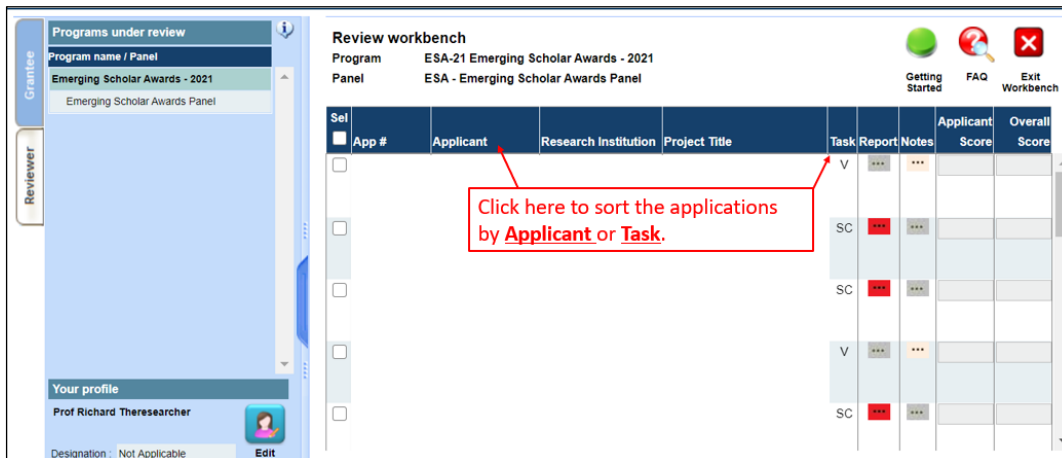 Grantee
Reviewer
Programs under review
Program name / Panel
Emerging Scholar Awards - 2021
Emerging Scholar Awards Panel
Your profile
Prof Richard Theresearcher
Designation : Not Applicable
Edit
Review workbench
Program ESA-21 Emerging Scholar Awards - 2021
Panel ESA - Emerging Scholar Awards Panel
Getting Started
FAQ
Exit Workbench
Sel App # Applicant Research Institution Project Title Task Report Notes Applicant Score Overall Score
V
Click here to sort the applications
by Applicant or Task.
SC
SC
V
SC